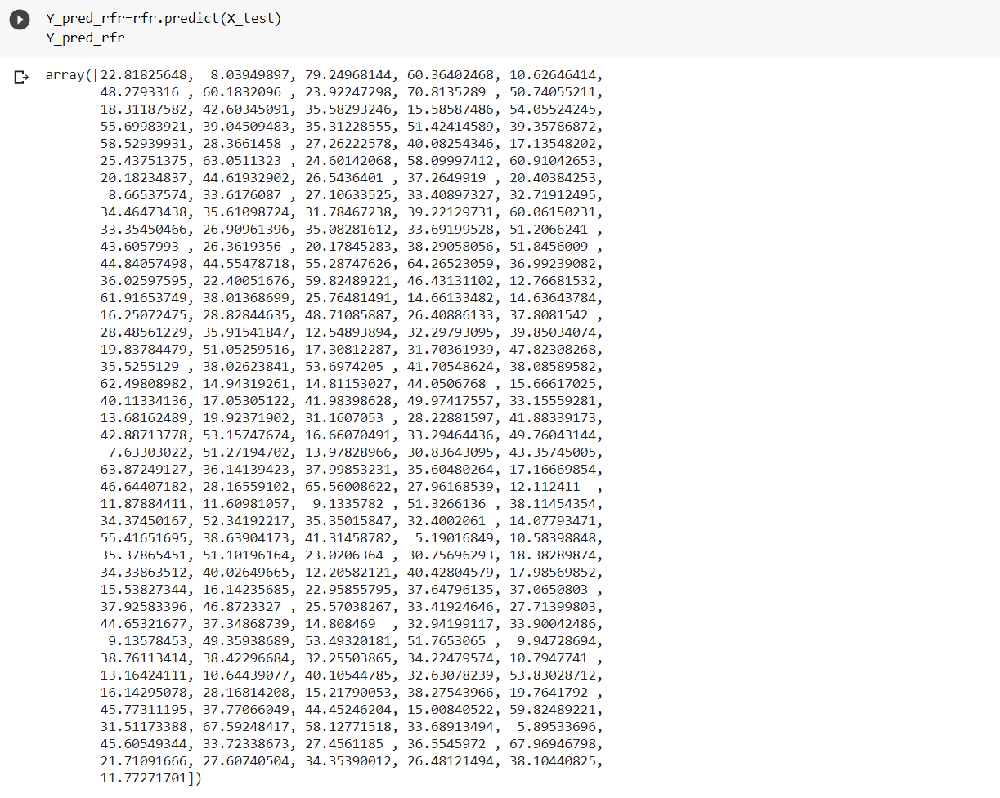 Y_pred_rfr=rfr.predict(X_test)
Y_pred_rfr
array([22.81825648,  8.03949897, 79.24968144, 60.36402468, 10.62646414,
48.2793316 , 60.1832096 , 23.92247298, 70.8135289 , 50.74055211,
18.31187582, 42.60345091, 35.58293246, 15.58587486, 54.05524245,
55.69983921, 39.04509483, 35.31228555, 51.42414589, 39.35786872,
58.52939931, 28.3661458 , 27.26222578, 40.08254346, 17.13548202,
25.43751375, 63.0511323 , 24.60142068, 58.09997412, 60.91042653,
20.18234837, 44.61932902, 26.5436401 , 37.2649919 , 20.40384253,
8.66537574, 33.6176087 , 27.10633525, 33.40897327, 32.71912495,
34.46473438, 35.61098724, 31.78467238, 39.22129731, 60.06150231,
33.35450466, 26.90961396, 35.08281612, 33.69199528, 51.2066241 ,
43.6057993 , 26.3619356 , 20.17845283, 38.29058056, 51.8456009 ,
44.84057498, 44.55478718, 55.28747626, 64.26523059, 36.99239082,
36.02597595, 22.40051676, 59.82489221, 46.43131102, 12.76681532,
61.91653749, 38.01368699, 25.76481491, 14.66133482, 14.63643784,
16.25072475, 28.82844635, 48.71085887, 26.40886133, 37.8081542 ,
28.48561229, 35.91541847, 12.54893894, 32.29793095, 39.85034074,
19.83784479, 51.05259516, 17.30812287, 31.70361939, 47.82308268,
35.5255129 , 38.02623841, 53.6974205 , 41.70548624, 38.08589582,
62.49808982, 14.94319261, 14.81153027, 44.0506768 , 15.66617025,
40.11334136, 17.05305122, 41.98398628, 49.97417557, 33.15559281,
13.68162489, 19.92371902, 31.1607053 , 28.22881597, 41.88339173,
42.88713778, 53.15747674, 16.66070491, 33.29464436, 49.76043144,
7.63303022, 51.27194702, 13.97828966, 30.83643095, 43.35745005,
63.87249127, 36.14139423, 37.99853231, 35.60480264, 17.16669854,
46.64407182, 28.16559102, 65.56008622, 27.96168539, 12.112411  ,
11.87884411, 11.60981057,  9.1335782 , 51.3266136 , 38.11454354,
34.37450167, 52.34192217, 35.35015847, 32.4002061 , 14.07793471,
55.41651695, 38.63904173, 41.31458782,  5.19016849, 10.58398848,
35.37865451, 51.10196164, 23.0206364 , 30.75696293, 18.38289874,
34.33863512, 40.02649665, 12.20582121, 40.42804579, 17.98569852,
15.53827344, 16.14235685, 22.95855795, 37.64796135, 37.0650803 ,
37.92583396, 46.8723327 , 25.57038267, 33.41924646, 27.71399803,
44.65321677, 37.34868739, 14.808469  , 32.94199117, 33.90042486,
9.13578453, 49.35938689, 53.49320181, 51.7653065 ,  9.94728694,
38.76113414, 38.42296684, 32.25503865, 34.22479574, 10.7947741 ,
13.16424111, 10.64439077, 40.10544785, 32.63078239, 53.83028712,
16.14295078, 28.16814208, 15.21790053, 38.27543966, 19.7641792 ,
45.77311195, 37.77066049, 44.45246204, 15.00840522, 59.82489221,
31.51173388, 67.59248417, 58.12771518, 33.68913494,  5.89533696,
45.60549344, 33.72338673, 27.4561185 , 36.5545972 , 67.96946798,
21.71091666, 27.60740504, 34.35390012, 26.48121494, 38.10440825,
11.77271701])